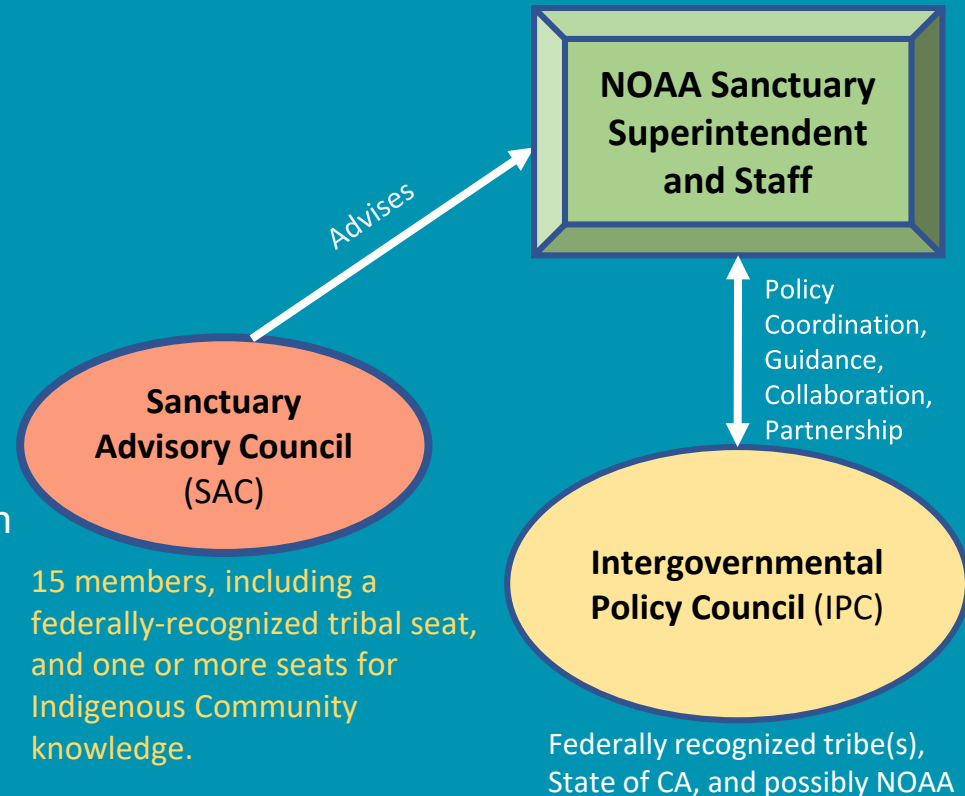 NOAA Sanctuary
Superintendent
and Staff
Advises
Policy
Coordination,
Guidance,
Collaboration,
Partnership
Sanctuary
Advisory Council
(SAC)
n
15 members, including a
federally-recognized tribal seat,
and one or more seats for
Indigenous Community
knowledge.
Intergovernmental
Policy Council (IPC)
Federally recognized tribe(s),
State of CA, and possibly NOAA